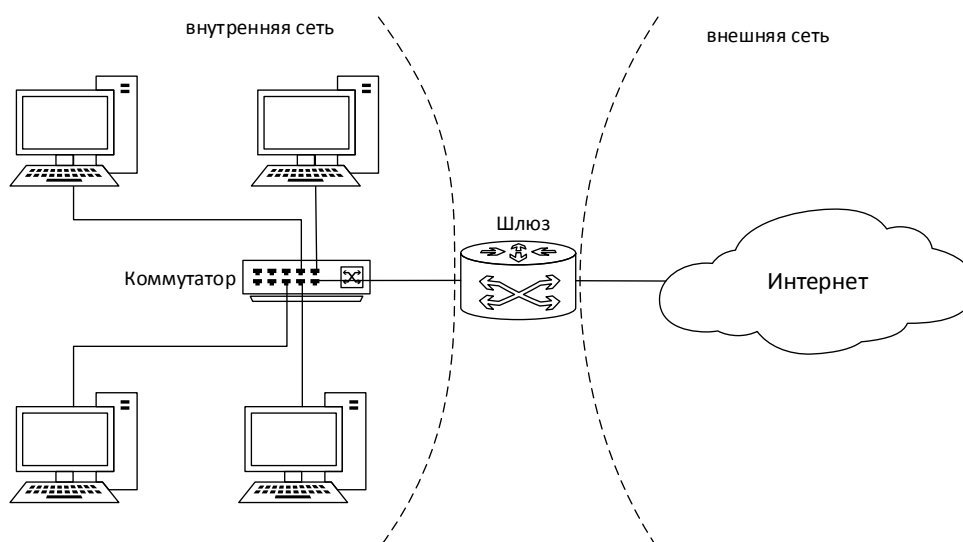 внутренняя сеть
внешняя сеть
Шлюз
Коммутатор
Интернет